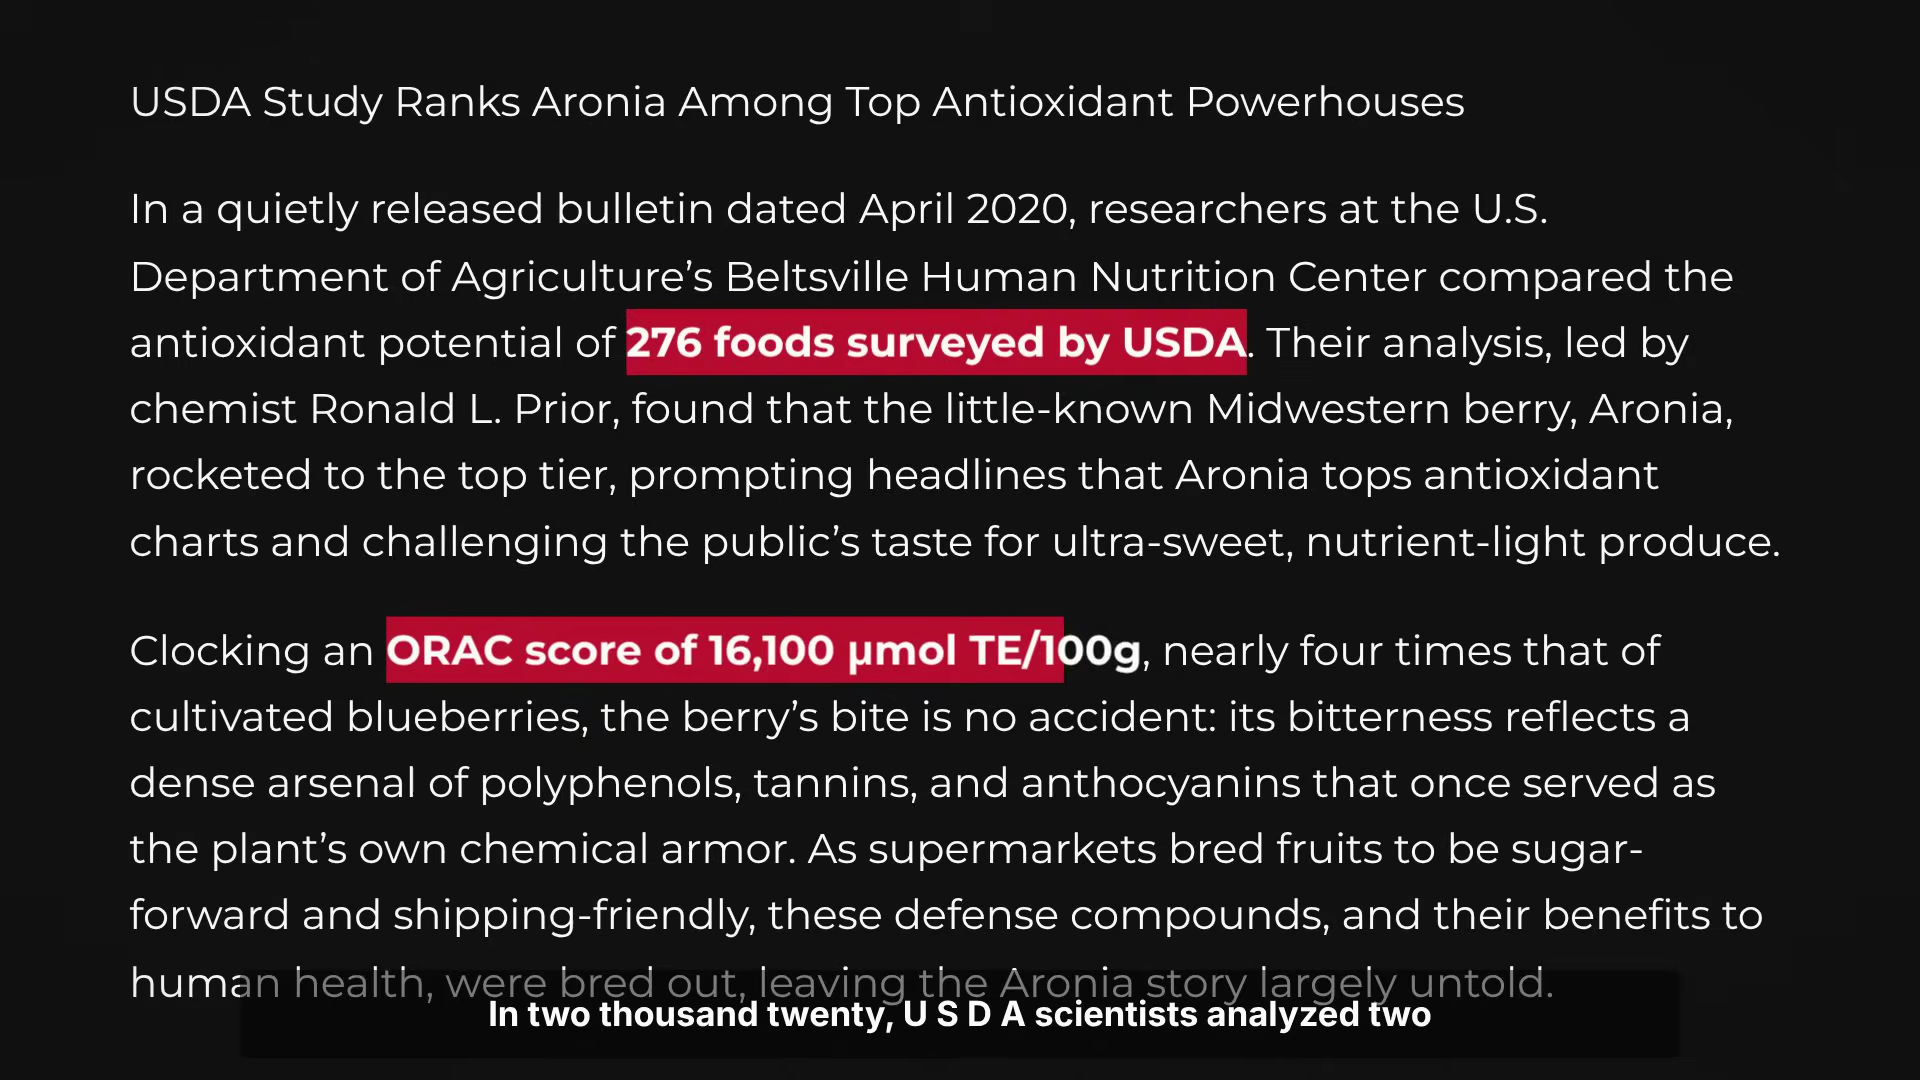 USDA Study Ranks Aronia Among Top Antioxidant Powerhouses
In a quietly released bulletin dated April 2020, researchers at the U.S.
Department of Agriculture’s Beltsville Human Nutrition Center compared the
antioxidant potential of 276 foods surveyed by USDA. Their analysis, led by
chemist Ronald L. Prior, found that the little-known Midwestern berry, Aronia,
rocketed to the top tier, prompting headlines that Aronia tops antioxidant
charts and challenging the public’s taste for ultra-sweet, nutrient-light produce.
Clocking an ORAC score of 16,100 µmol TE/100g, nearly four times that of
cultivated blueberries, the berry’s bite is no accident: its bitterness reflects a
dense arsenal of polyphenols, tannins, and anthocyanins that once served as
the plant’s own chemical armor. As supermarkets bred fruits to be sugar-
forward and shipping-friendly, these defense compounds, and their benefits to
human health, were bred out, leaving the Aronia story largely untold.
In two thousand twenty, U S D A scientists analyzed two